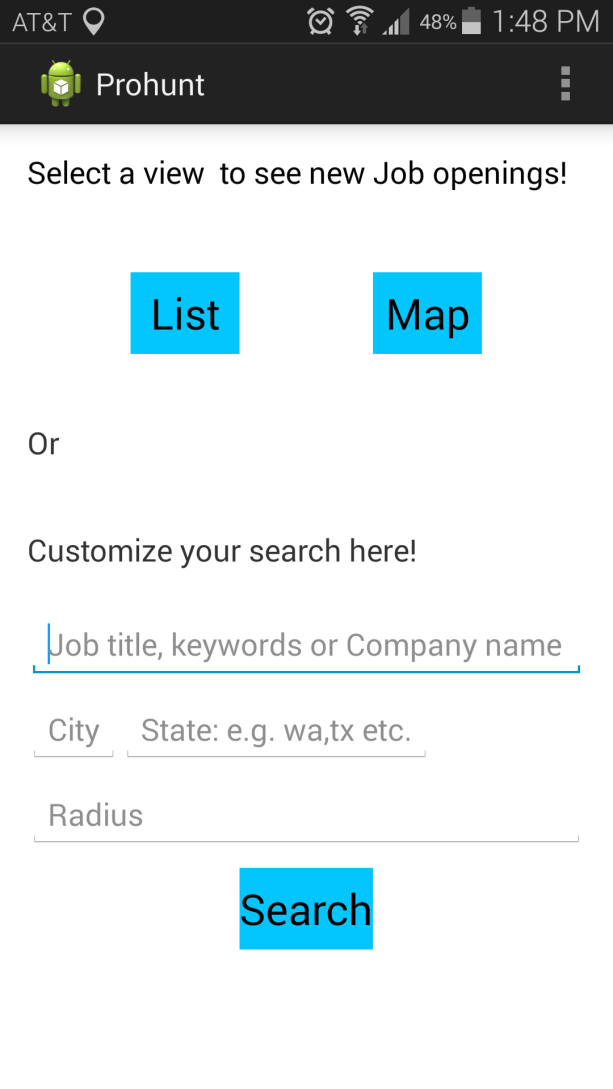 AT&T 48% 1:48 PM
Prohunt
Select a view  to see new Job openings!
List Map
Or
Customize your search here!
Job title, keywords or Company name
City State: e.g. wa,tx etc.
Radius
Search